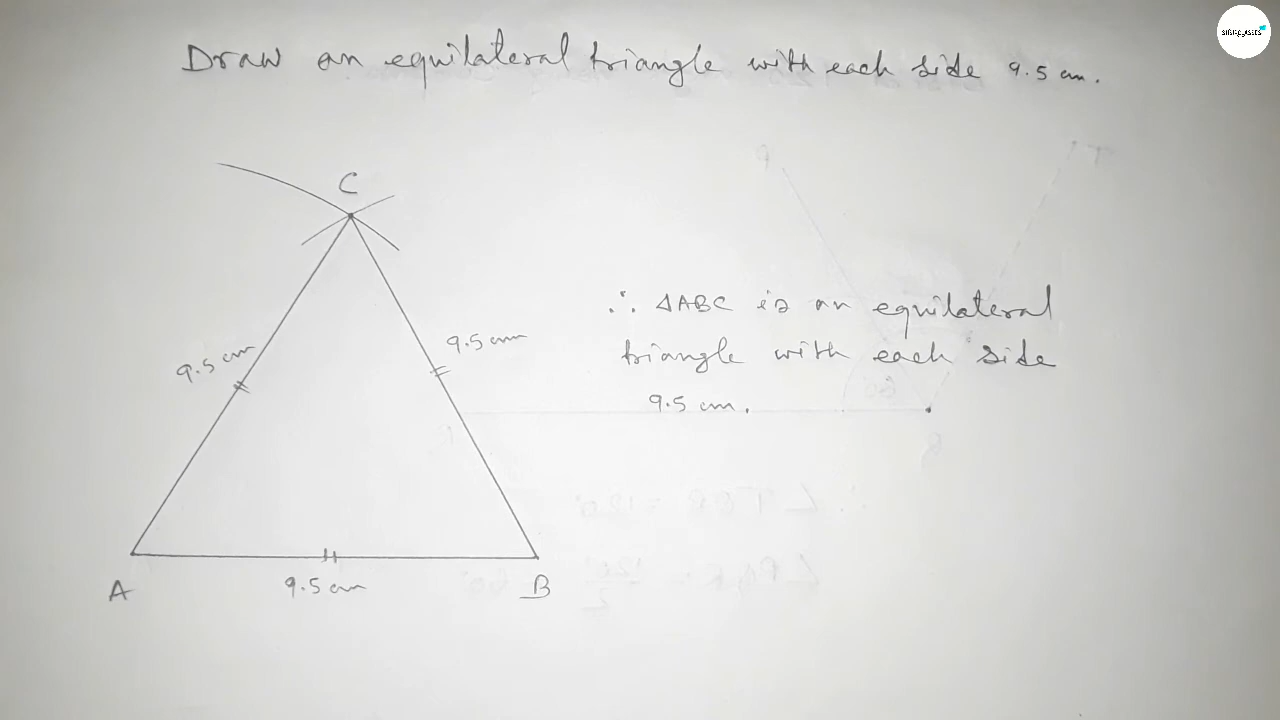 Draw an equilateral triangle with each side 9.5 cm.
C
9.5 cm
9.5 cm
∴ △ABC is an equilateral
triangle with each side
9.5 cm.
A
9.5 cm
B